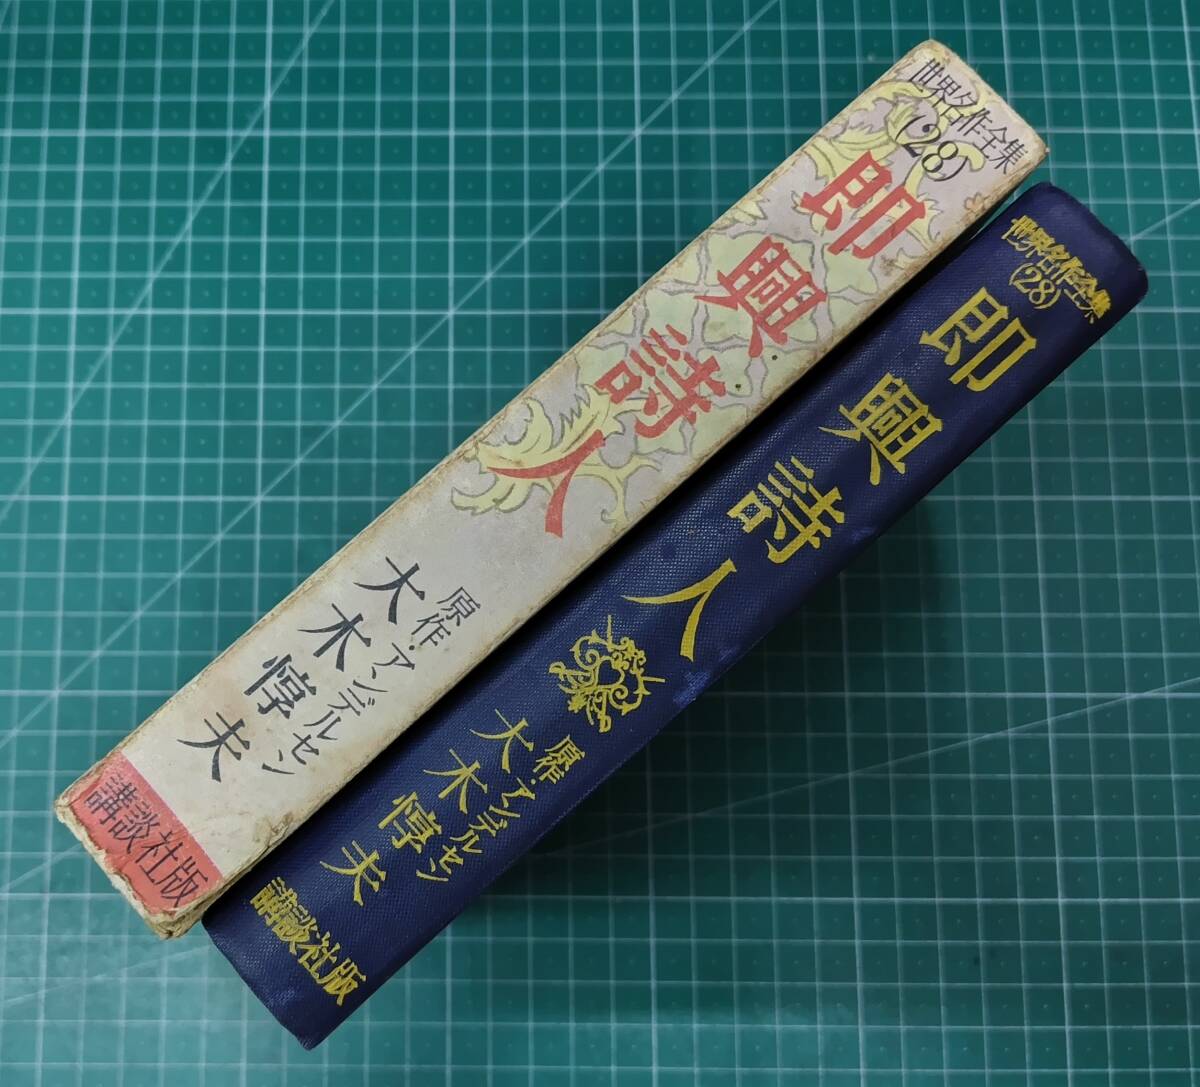 世界名作全集
(28)
即興詩人
原作・アンデルセン
大木惇夫
講談社版
世界名作全集
(28)
即興詩人
原作・アンデルセン
大木惇夫
講談社版